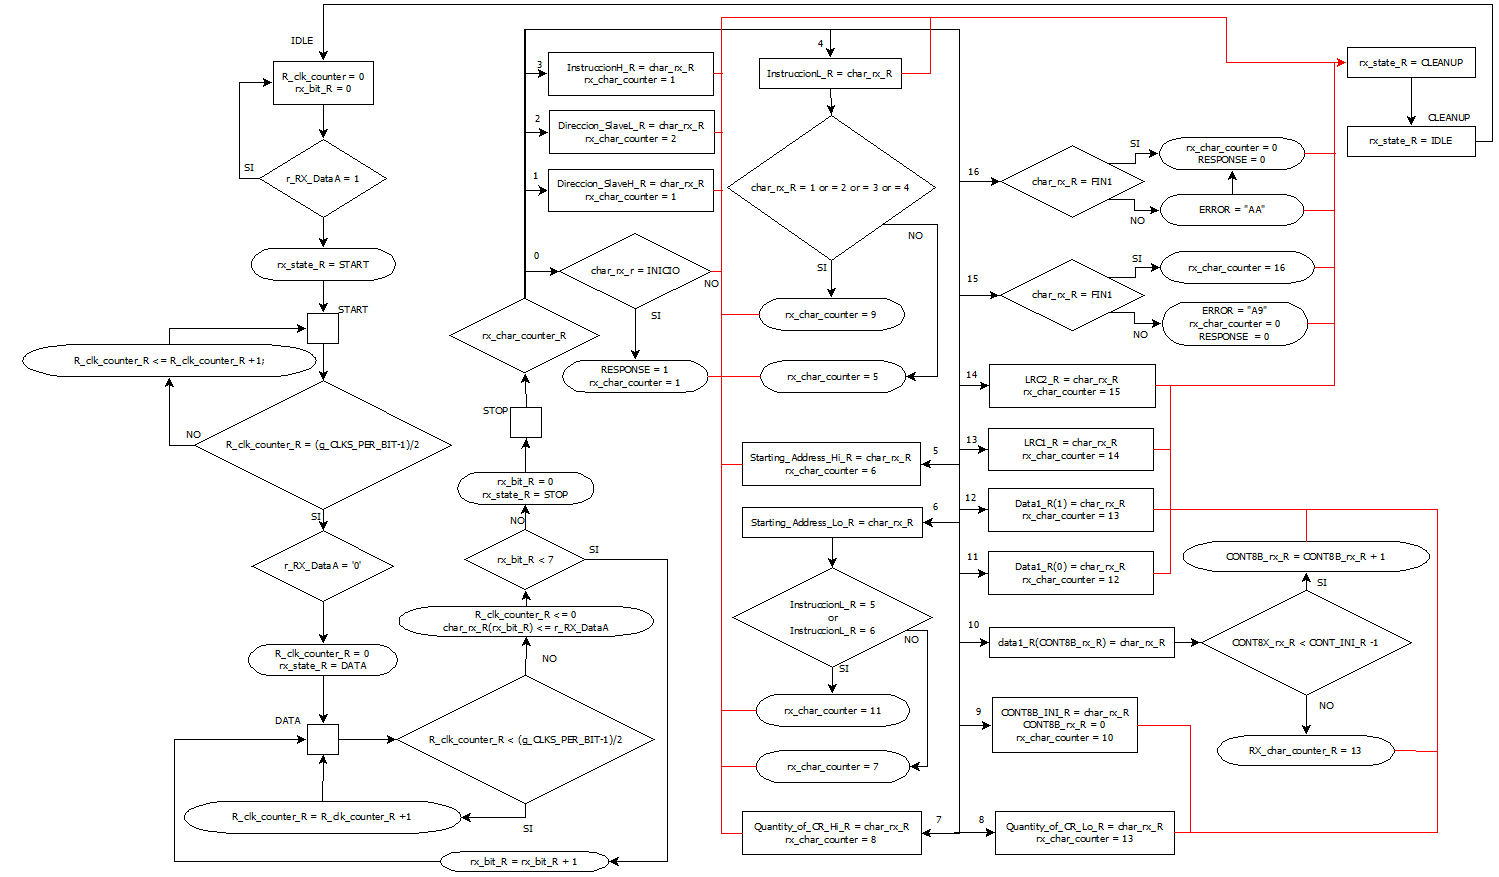 IDLE
R_clk_counter = 0
rx_bit_R = 0
SI
r_RX_DataA = 1
rx_state_R = START
START
R_clk_counter_R <= R_clk_counter_R +1;
NO
R_clk_counter_R = (g_CLKS_PER_BIT-1)/2
SI
r_RX_DataA = '0'
R_clk_counter_R = 0
rx_state_R = DATA
DATA
R_clk_counter_R < (g_CLKS_PER_BIT-1)/2
SI
R_clk_counter_R = R_clk_counter_R +1
NO
R_clk_counter_R <= 0
char_rx_R(rx_bit_R) <= r_RX_DataA
rx_bit_R < 7
SI
rx_bit_R = rx_bit_R + 1
NO
rx_bit_R = 0
rx_state_R = STOP
STOP
rx_char_counter_R
0
char_rx_r = INICIO
NO
SI
RESPONSE = 1
rx_char_counter = 1
1
Direccion_SlaveH_R = char_rx_R
rx_char_counter = 1
2
Direccion_SlaveL_R = char_rx_R
rx_char_counter = 2
3
InstruccionH_R = char_rx_R
rx_char_counter = 1
4
InstruccionL_R = char_rx_R
char_rx_R = 1 or = 2 or = 3 or = 4
NO
SI
rx_char_counter = 9
rx_char_counter = 5
5
Starting_Address_Hi_R = char_rx_R
rx_char_counter = 6
6
Starting_Address_Lo_R = char_rx_R
InstruccionL_R = 5
or
InstruccionL_R = 6
NO
SI
rx_char_counter = 11
rx_char_counter = 7
7
Quantity_of_CR_Hi_R = char_rx_R
rx_char_counter = 8
8
Quantity_of_CR_Lo_R = char_rx_R
rx_char_counter = 13
9
CONT8B_INI_R = char_rx_R
CONT8B_rx_R = 0
rx_char_counter = 10
10
data1_R(CONT8B_rx_R) = char_rx_R
CONT8X_rx_R < CONT_INI_R -1
SI
CONT8B_rx_R = CONT8B_rx_R + 1
NO
RX_char_counter_R = 13
11
Data1_R(0) = char_rx_R
rx_char_counter = 12
12
Data1_R(1) = char_rx_R
rx_char_counter = 13
13
LRC1_R = char_rx_R
rx_char_counter = 14
14
LRC2_R = char_rx_R
rx_char_counter = 15
15
char_rx_R = FIN1
SI
rx_char_counter = 16
NO
ERROR = "A9"
rx_char_counter = 0
RESPONSE = 0
16
char_rx_R = FIN1
SI
rx_char_counter = 0
RESPONSE = 0
NO
ERROR = "AA"
rx_state_R = CLEANUP
CLEANUP
rx_state_R = IDLE